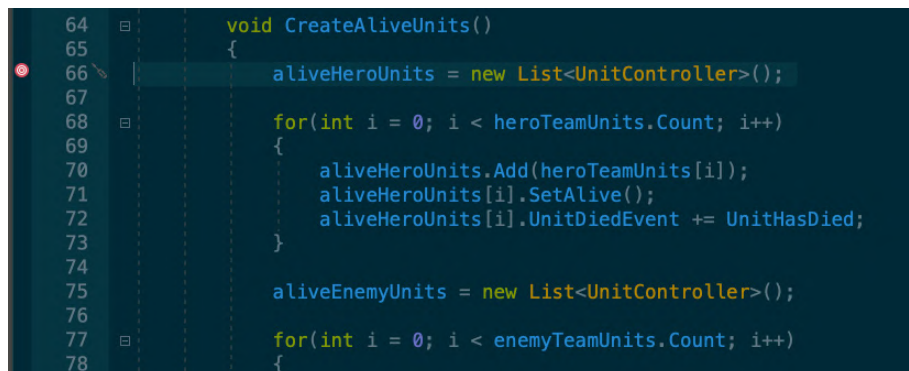 64 void CreateAliveUnits()
65 {
66 aliveHeroUnits = new List<UnitController>();
67
68 for(int i = 0; i < heroTeamUnits.Count; i++)
69 {
70 aliveHeroUnits.Add(heroTeamUnits[i]);
71 aliveHeroUnits[i].SetAlive();
72 aliveHeroUnits[i].UnitDiedEvent += UnitHasDied;
73 }
74
75 aliveEnemyUnits = new List<UnitController>();
76
77 for(int i = 0; i < enemyTeamUnits.Count; i++)
78 {